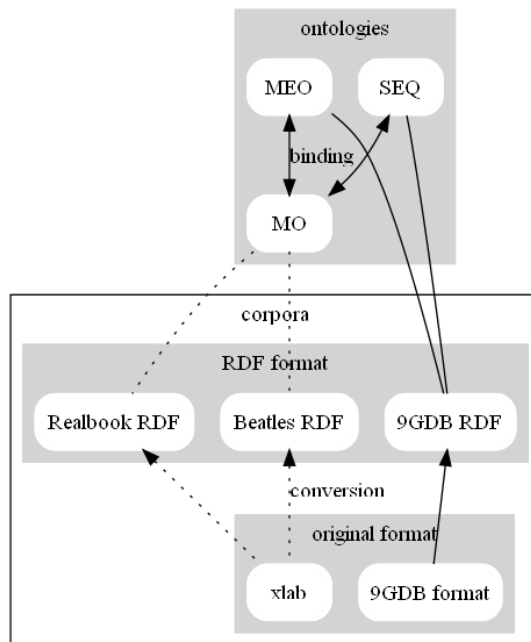 ontologies
MEO
SEQ
binding
MO
corpora
RDF format
Realbook RDF
Beatles RDF
9GDB RDF
conversion
original format
xlab
9GDB format